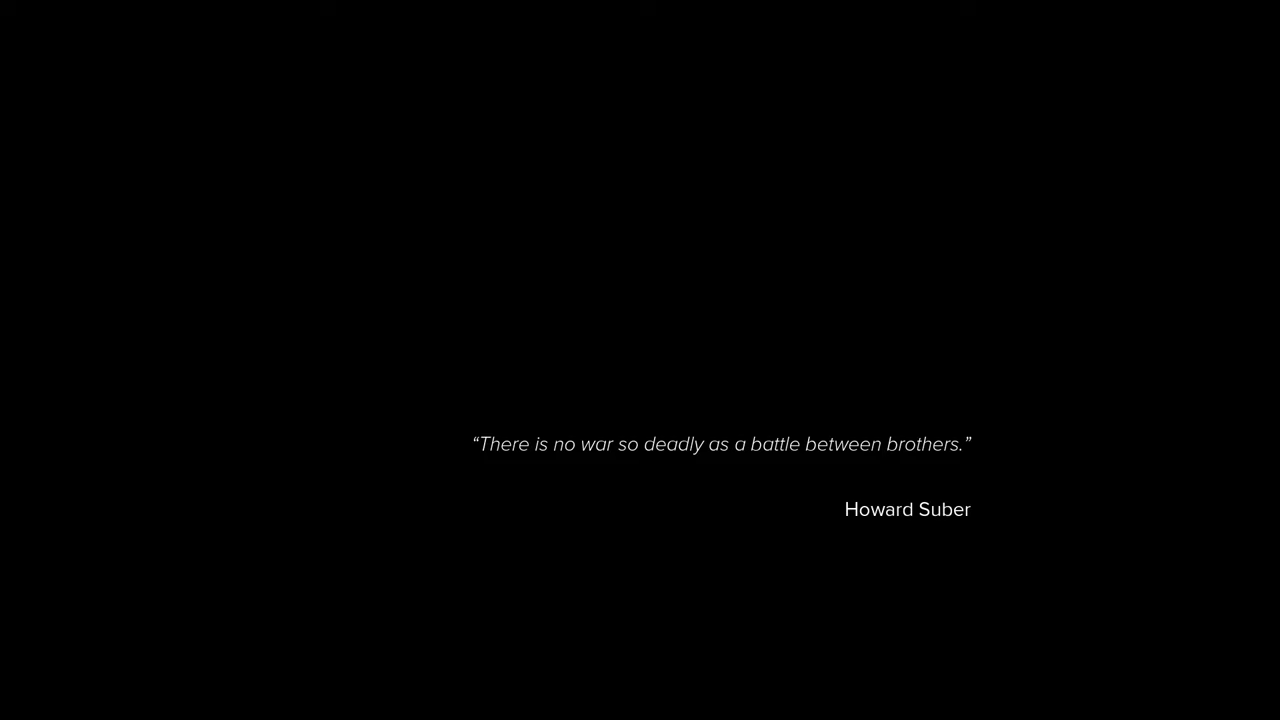 “There is no war so deadly as a battle between brothers.”
Howard Suber